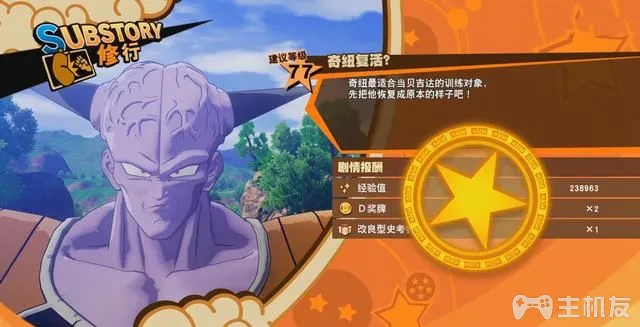 SUBSTORY
修行
建议等级
77
奇纽复活?
奇纽最适合当贝吉达的训练对象,
先把他恢复成原本的样子吧!
剧情报酬
经验值 238963
D奖牌 ×2
改良型史考 ×1
主机友